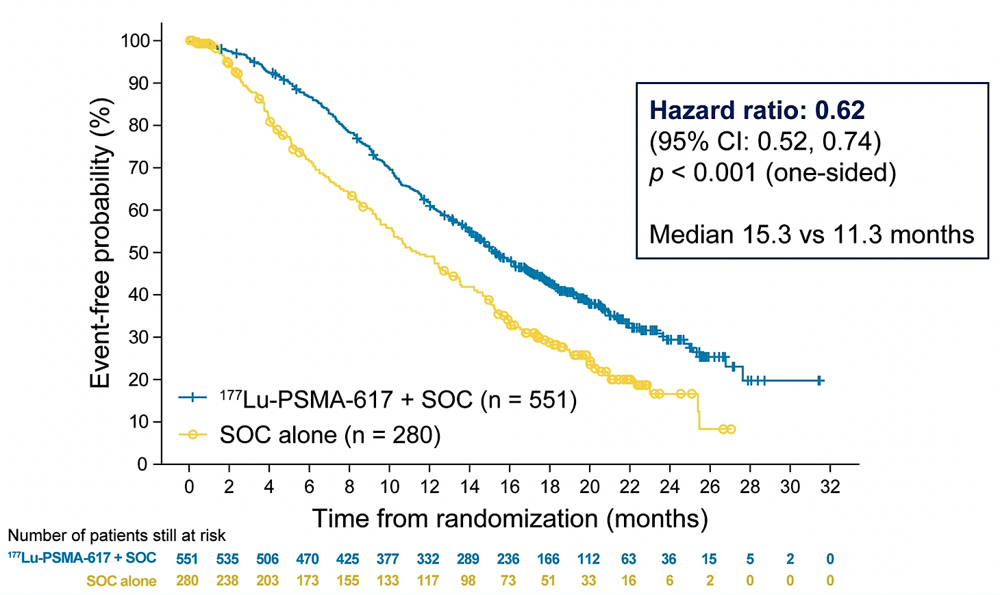 Event-free probability (%)
100
90
80
70
60
50
40
30
20
10
0
Hazard ratio: 0.62
(95% CI: 0.52, 0.74)
p < 0.001 (one-sided)
Median 15.3 vs 11.3 months
¹⁷⁷Lu-PSMA-617 + SOC (n = 551)
SOC alone (n = 280)
0 2 4 6 8 10 12 14 16 18 20 22 24 26 28 30 32
Time from randomization (months)
Number of patients still at risk
¹⁷⁷Lu-PSMA-617 + SOC 551 535 506 470 425 377 332 289 236 166 112 63 36 15 5 2 0
SOC alone 280 238 203 173 155 133 117 98 73 51 33 16 6 2 0 0 0